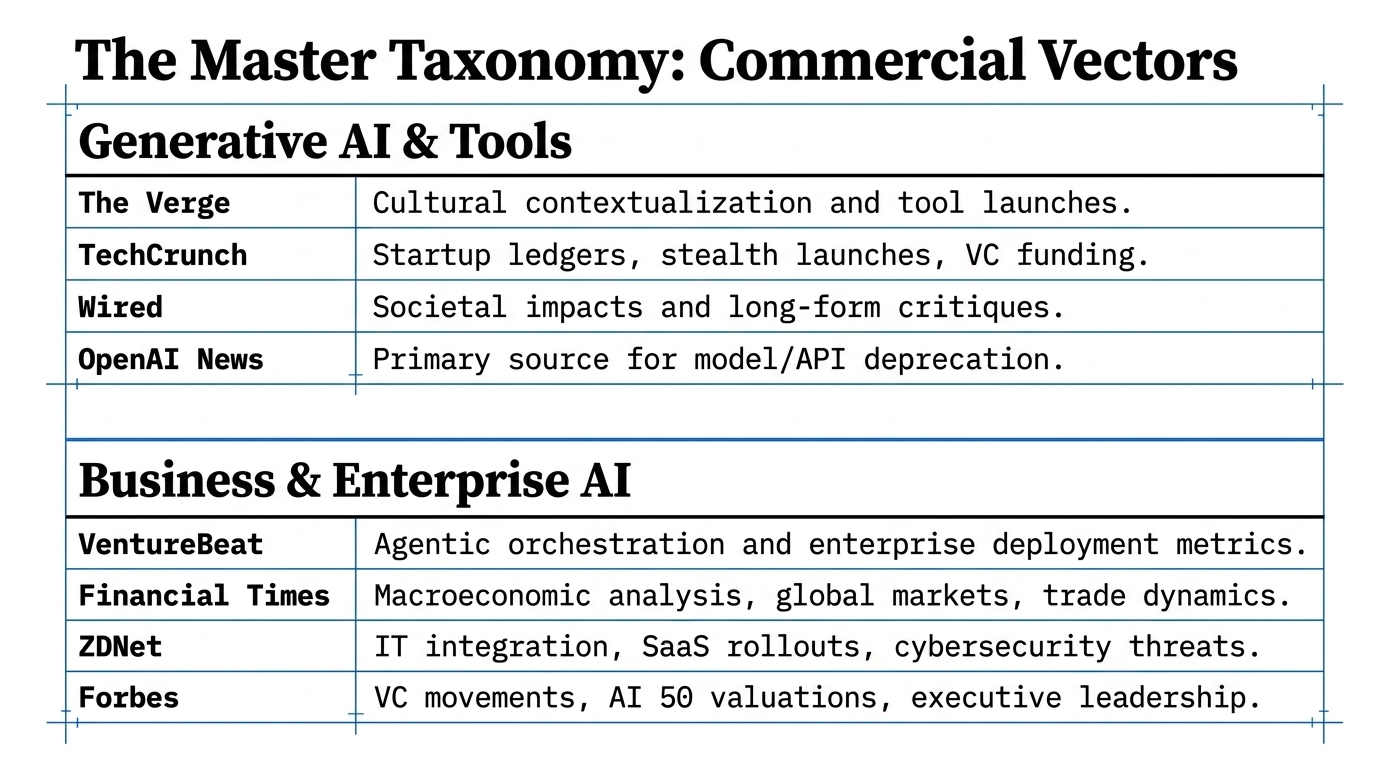 The Master Taxonomy: Commercial Vectors
Generative AI & Tools
The Verge Cultural contextualization and tool launches.
TechCrunch Startup ledgers, stealth launches, VC funding.
Wired Societal impacts and long-form critiques.
OpenAI News Primary source for model/API deprecation.
Business & Enterprise AI
VentureBeat Agentic orchestration and enterprise deployment metrics.
Financial Times Macroeconomic analysis, global markets, trade dynamics.
ZDNet IT integration, SaaS rollouts, cybersecurity threats.
Forbes VC movements, AI 50 valuations, executive leadership.